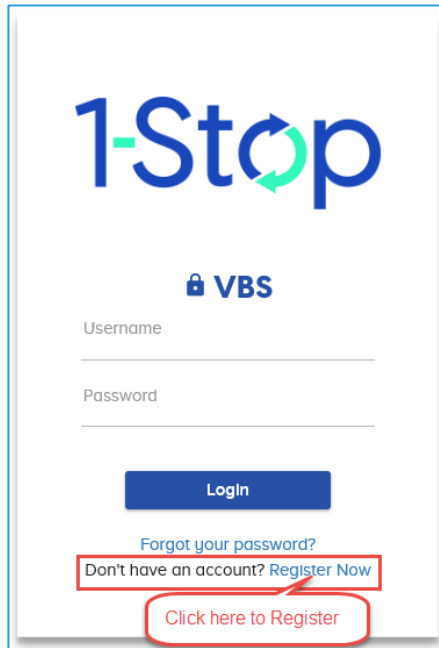 1-Stop
VBS
Username
Password
Login
Forgot your password?
Don't have an account? Register Now
Click here to Register